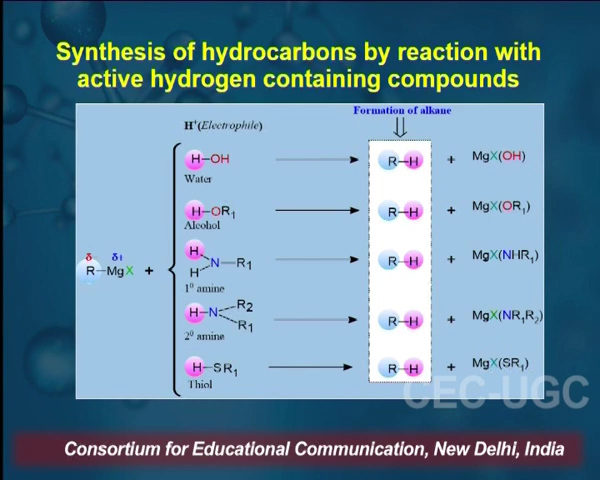 Synthesis of hydrocarbons by reaction with
active hydrogen containing compounds
Formation of alkane
H⁺(Electrophile)
H–OH R–H + MgX(OH)
Water
H–OR₁ R–H + MgX(OR₁)
Alcohol
δ⁻ δ+
R–MgX +
H
H N–R₁ R–H + MgX(NHR₁)
1⁰ amine
H–N R2 R1 R–H + MgX(NR₁R₂)
2⁰ amine
H–SR₁ R–H + MgX(SR₁)
Thiol
CEC-UGC
Consortium for Educational Communication, New Delhi, India